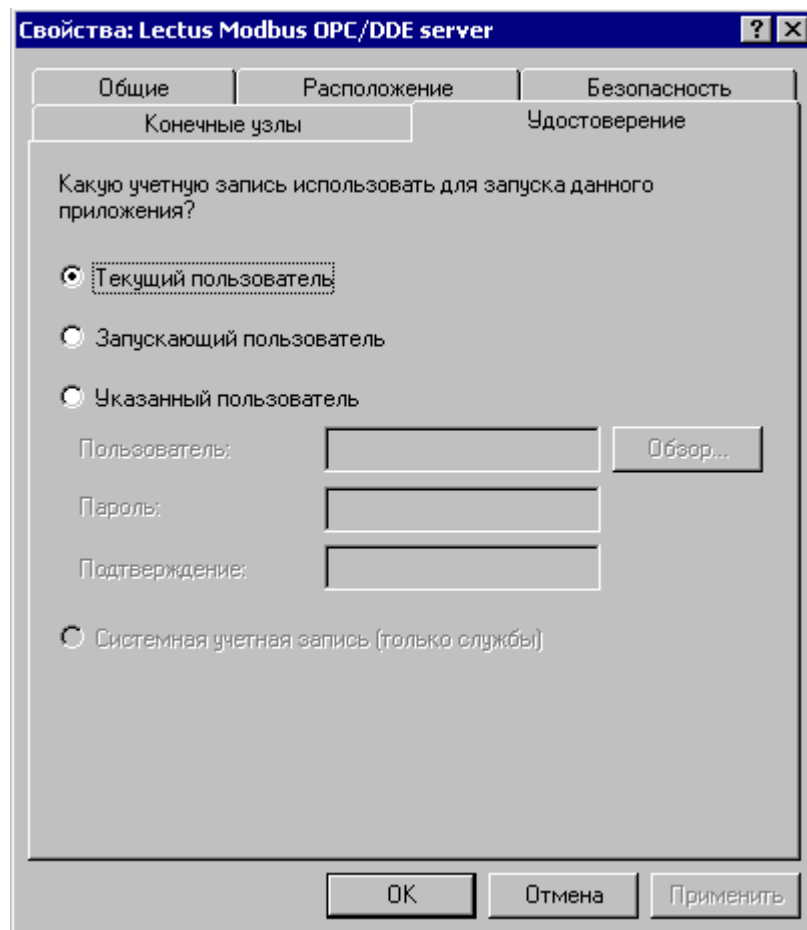 Свойства: Lectus Modbus OPC/DDE server
Общие
Расположение
Безопасность
Конечные узлы
Удостоверение
Какую учетную запись использовать для запуска данного
приложения?
Текущий пользователь
Запускающий пользователь
Указанный пользователь
Пользователь:
Обзор...
Пароль:
Подтверждение:
Системная учетная запись (только службы)
OK
Отмена
Применить